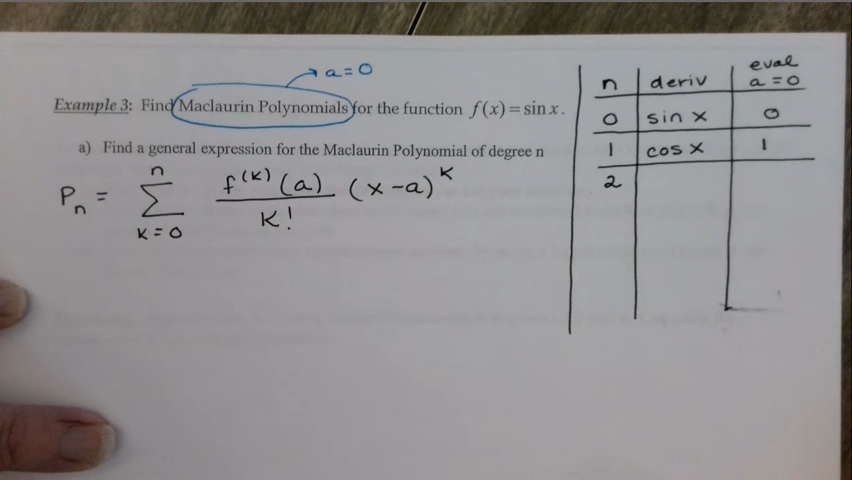 a = 0
Example 3: Find Maclaurin Polynomials for the function f(x) = sin x.
a) Find a general expression for the Maclaurin Polynomial of degree n
Pₙ = n ∑ k=0 f^(k)(a) / k! (x-a)^k
n deriv eval a=0
0 sin x 0
1 cos x 1
2